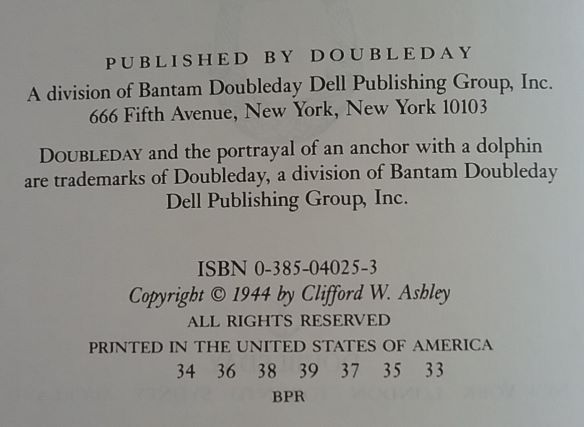 PUBLISHED BY DOUBLEDAY
A division of Bantam Doubleday Dell Publishing Group, Inc.
666 Fifth Avenue, New York, New York 10103
DOUBLEDAY and the portrayal of an anchor with a dolphin
are trademarks of Doubleday, a division of Bantam Doubleday
Dell Publishing Group, Inc.
ISBN 0-385-04025-3
Copyright © 1944 by Clifford W. Ashley
ALL RIGHTS RESERVED
PRINTED IN THE UNITED STATES OF AMERICA
34 36 38 39 37 35 33
BPR